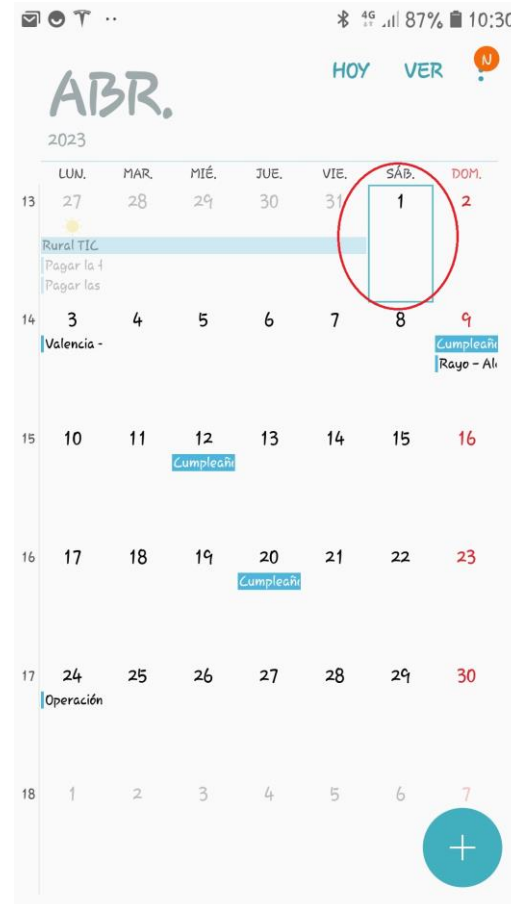 4G 87% 10:30
HOY VER N
ABR.
2023
LUN. MAR. MIÉ. JUE. VIE. SÁB. DOM.
13 27 28 29 30 31 1 2
Rural TIC
Pagar la
Pagar las
14 3 4 5 6 7 8 9
Valencia - Cumpleañ
Rayo - Al
15 10 11 12 13 14 15 16
Cumpleañ
16 17 18 19 20 21 22 23
Cumpleañ
17 24 25 26 27 28 29 30
Operación
18 1 2 3 4 5 6 7